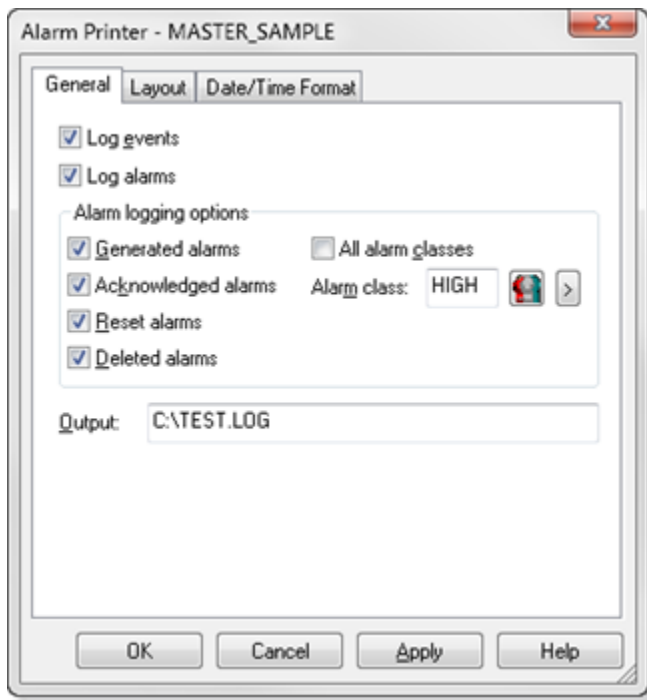 Alarm Printer - MASTER_SAMPLE
General Layout Date/Time Format
Log events
Log alarms
Alarm logging options
Generated alarms
All alarm classes
Acknowledged alarms
Alarm class: HIGH >
Reset alarms
Deleted alarms
Output: C:\TEST.LOG
OK Cancel Apply Help